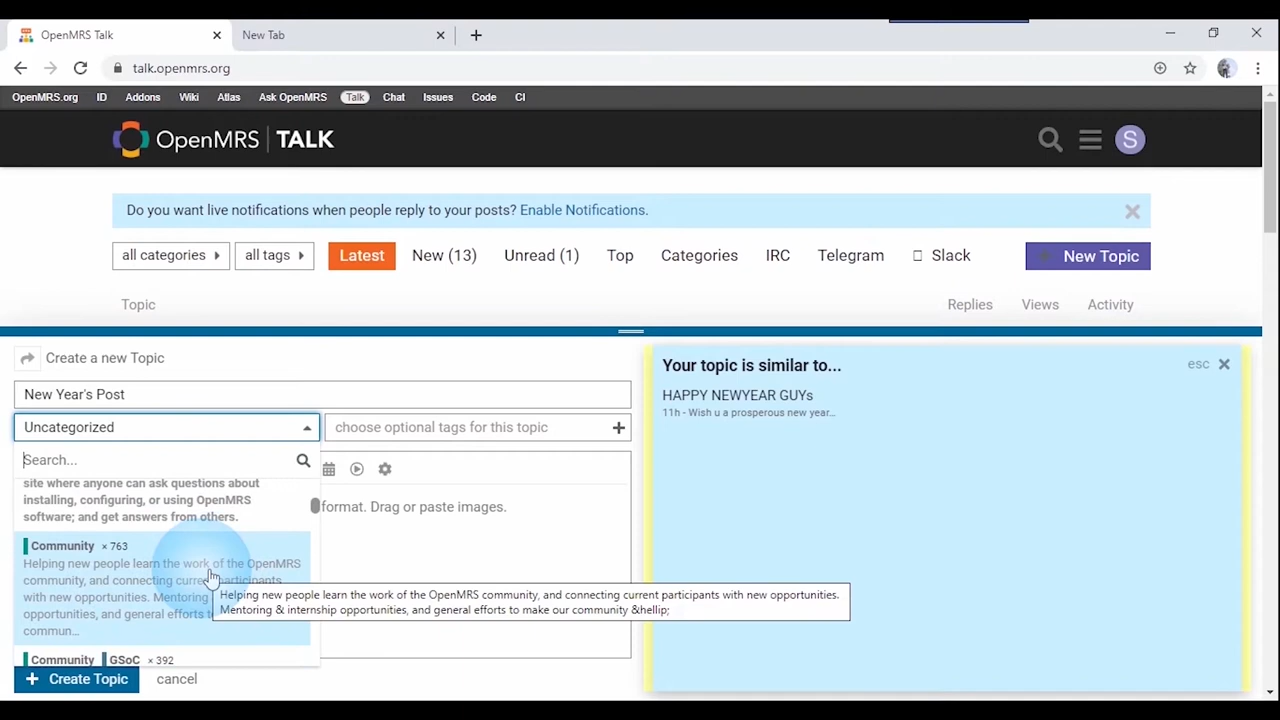 OpenMRS Talk
New Tab
talk.openmrs.org
OpenMRS.org ID Addons Wiki Atlas Ask OpenMRS Talk Chat Issues Code CI
OpenMRS TALK
S
Do you want live notifications when people reply to your posts? Enable Notifications.
all categories all tags Latest New (13) Unread (1) Top Categories IRC Telegram Slack New Topic
Topic Replies Views Activity
Create a new Topic
New Year's Post
Uncategorized
choose optional tags for this topic
Search...
site where anyone can ask questions about
installing, configuring, or using OpenMRS
software; and get answers from others.
format. Drag or paste images.
Community × 763
Helping new people learn the work of the OpenMRS
community, and connecting current participants
with new opportunities. Mentoring
opportunities, and general efforts to
commun...
Helping new people learn the work of the OpenMRS community, and connecting current participants with new opportunities.
Mentoring & internship opportunities, and general efforts to make our community &hellip;
Community GSoC × 392
+ Create Topic cancel
Your topic is similar to...
esc
HAPPY NEWYEAR GUYs
11h - Wish u a prosperous new year...